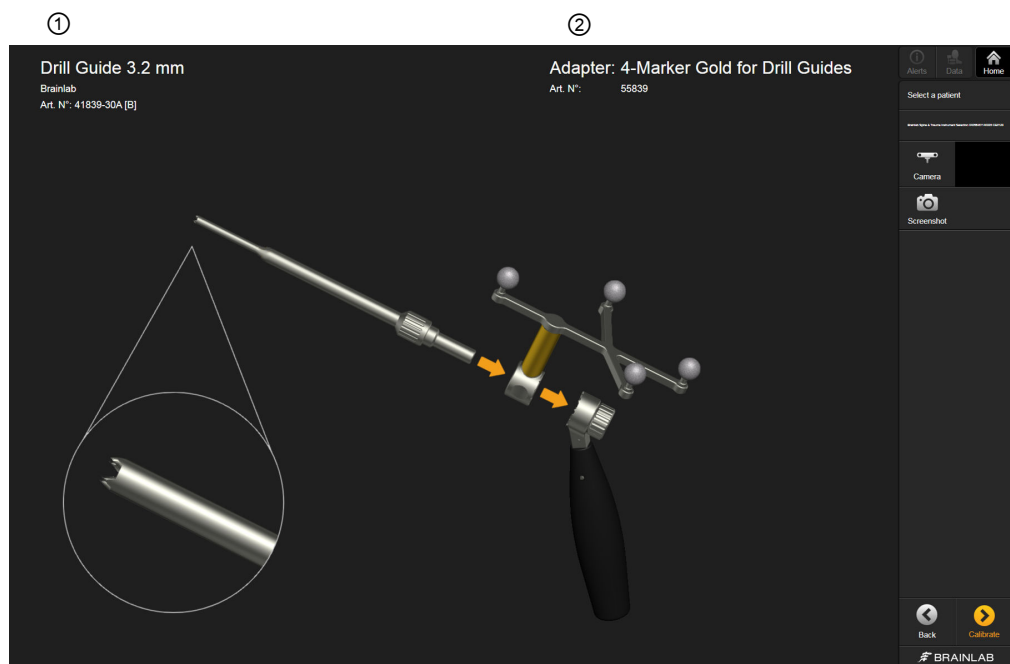 ① ②
Drill Guide 3.2 mm
Brainlab
Art. N°: 41839-30A [B]
Adapter: 4-Marker Gold for Drill Guides
Art. N°: 55839
Alerts Data Home
Select a patient
Camera
Screenshot
Back Calibrate
BRAINLAB